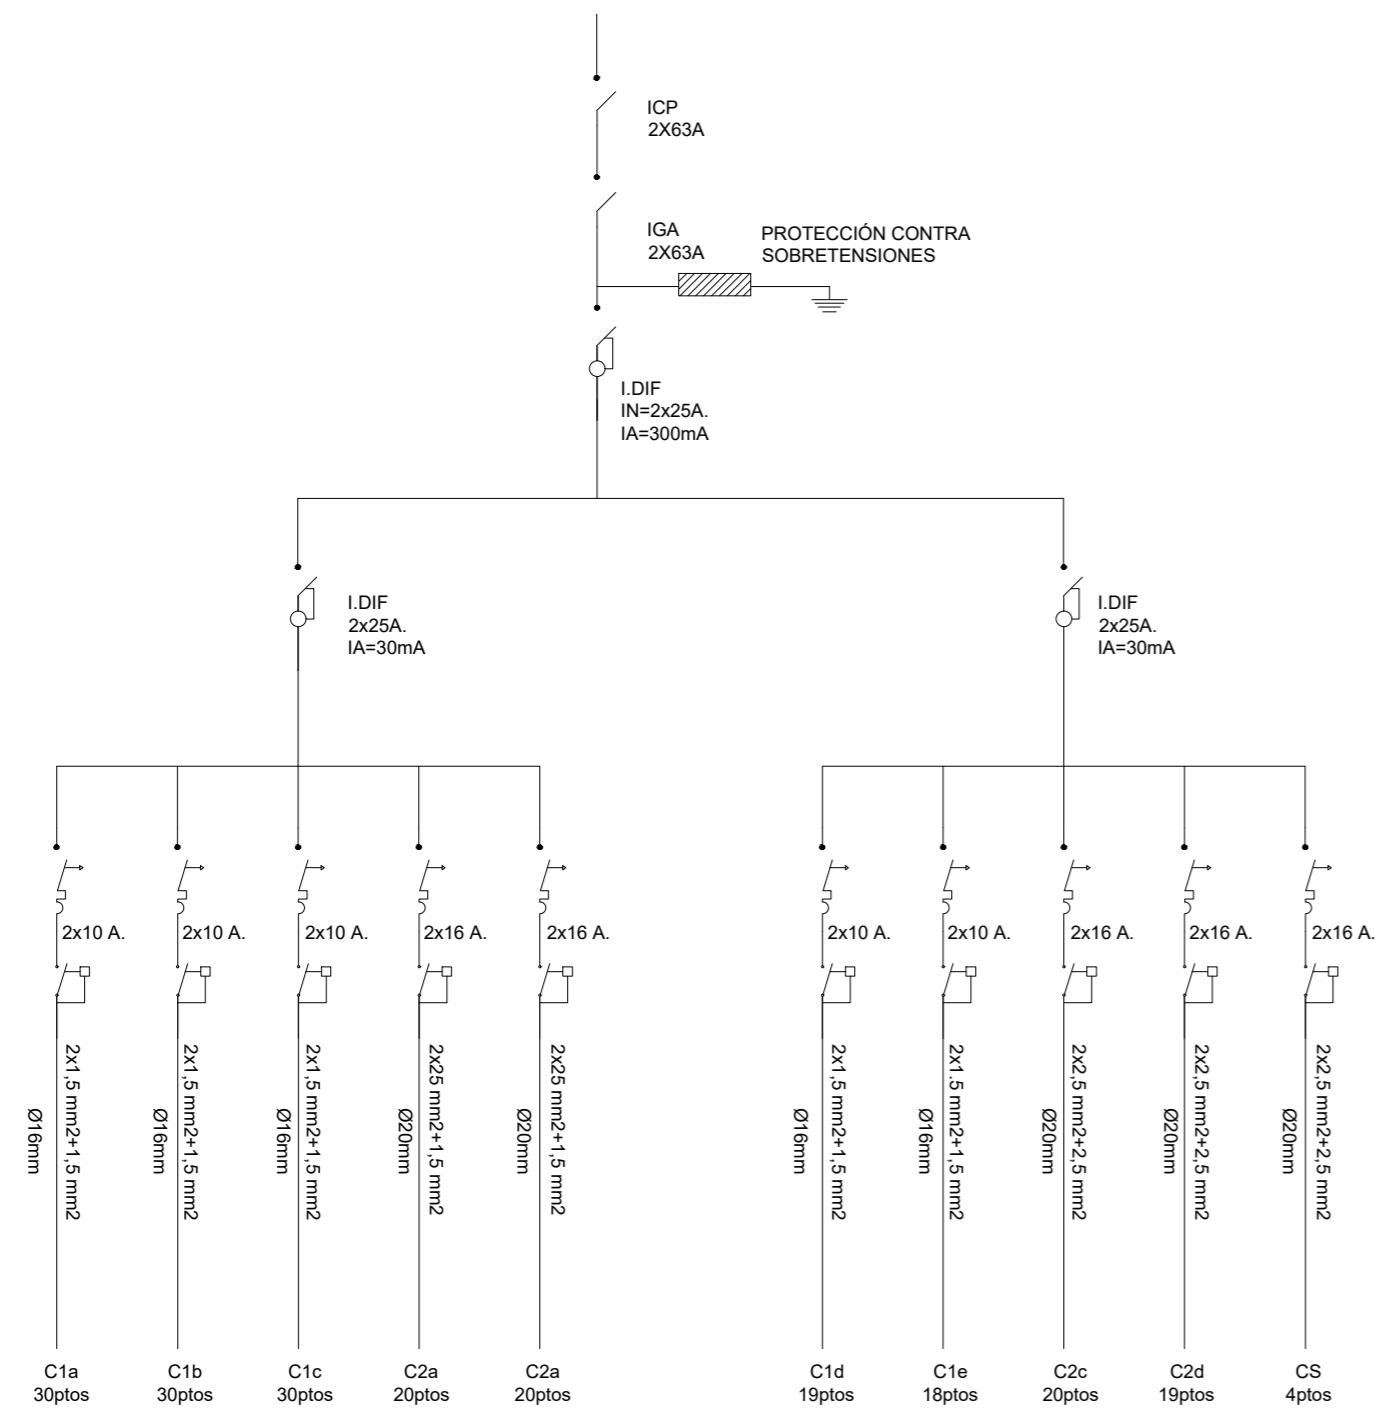 ICP
2X63A
IGA
2X63A
PROTECCIÓN CONTRA
SOBRETENSIONES
I.DIF
IN=2x25A.
IA=300mA
I.DIF
2x25A.
IA=30mA
I.DIF
2x25A.
IA=30mA
2x10 A.
2x10 A.
2x10 A.
2x16 A.
2x16 A.
2x10 A.
2x10 A.
2x16 A.
2x16 A.
2x16 A.
Ø16mm
2x1,5 mm2+1,5 mm2
Ø16mm
2x1,5 mm2+1,5 mm2
Ø16mm
2x1,5 mm2+1,5 mm2
Ø20mm
2x25 mm2+1,5 mm2
Ø20mm
2x25 mm2+1,5 mm2
Ø16mm
2x1,5 mm2+1,5 mm2
Ø16mm
2x1.5 mm2+1,5 mm2
Ø20mm
2x2,5 mm2+2,5 mm2
Ø20mm
2x2,5 mm2+2,5 mm2
Ø20mm
2x2,5 mm2+2,5 mm2
C1a
30ptos
C1b
30ptos
C1c
30ptos
C2a
20ptos
C2a
20ptos
C1d
19ptos
C1e
18ptos
C2c
20ptos
C2d
19ptos
CS
4ptos